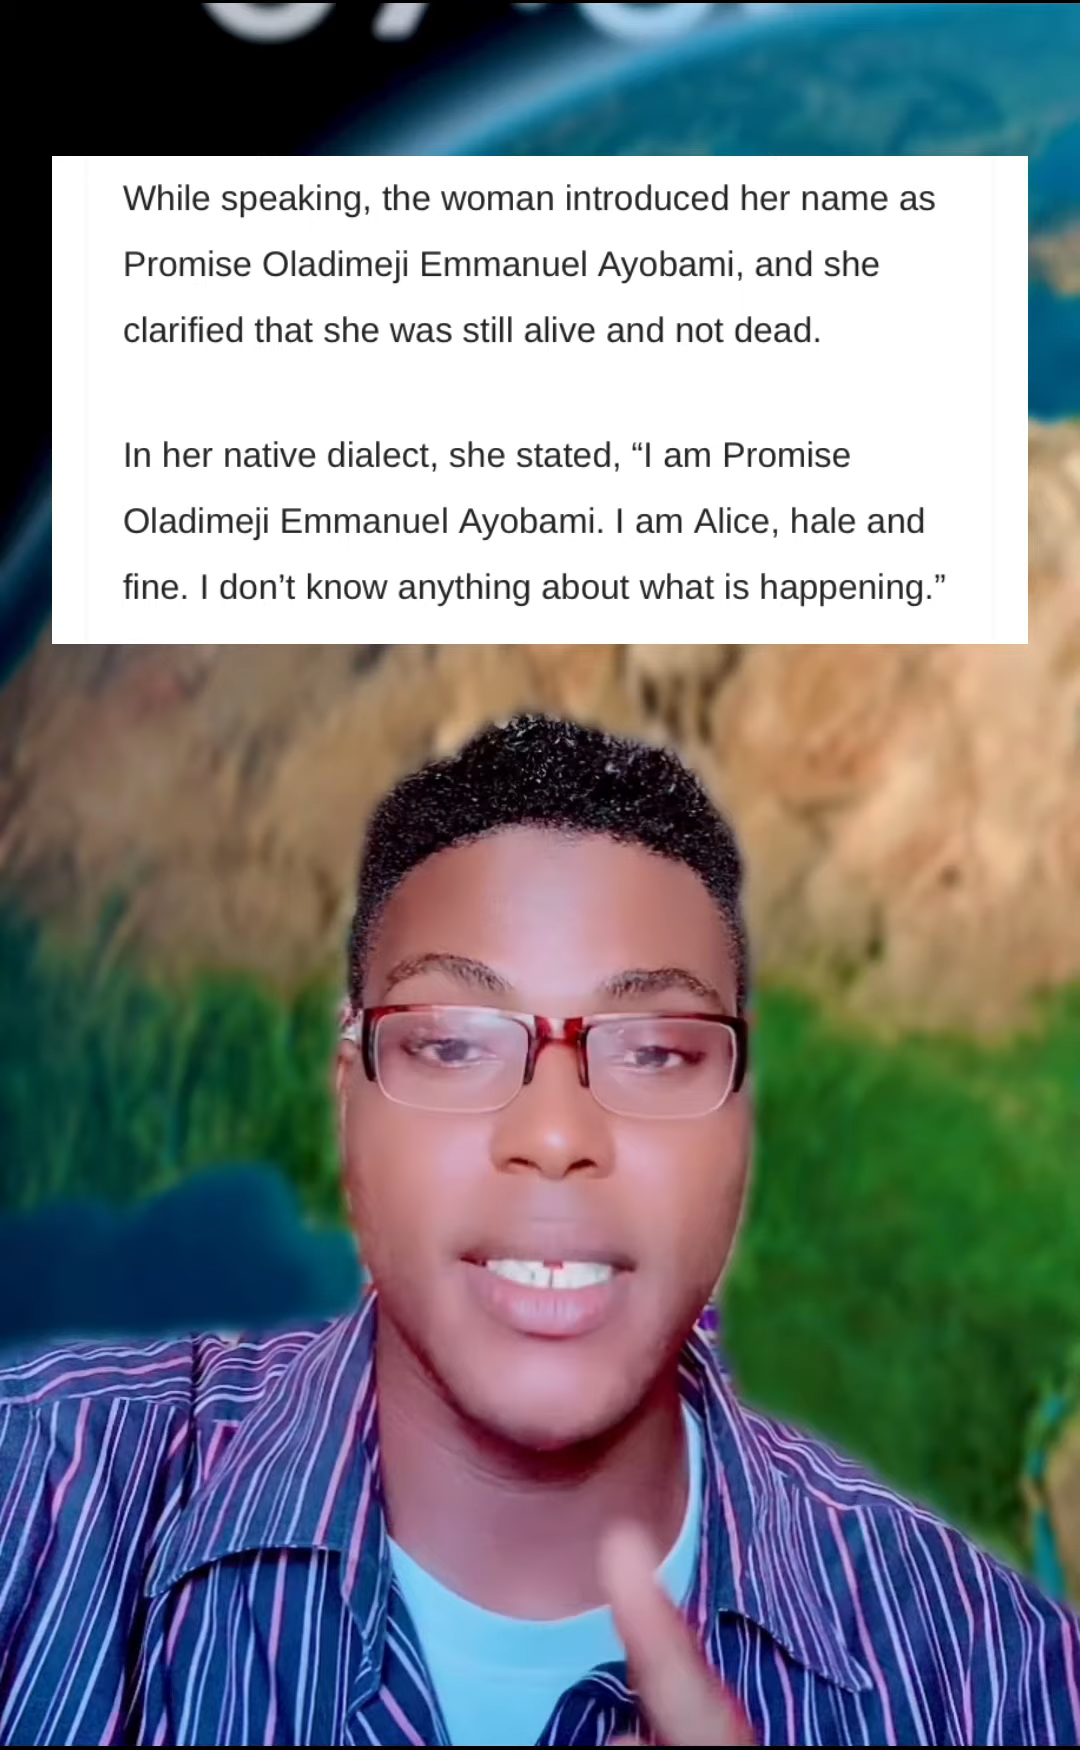 While speaking, the woman introduced her name as
Promise Oladimeji Emmanuel Ayobami, and she
clarified that she was still alive and not dead.
In her native dialect, she stated, “I am Promise
Oladimeji Emmanuel Ayobami. I am Alice, hale and
fine. I don’t know anything about what is happening.”